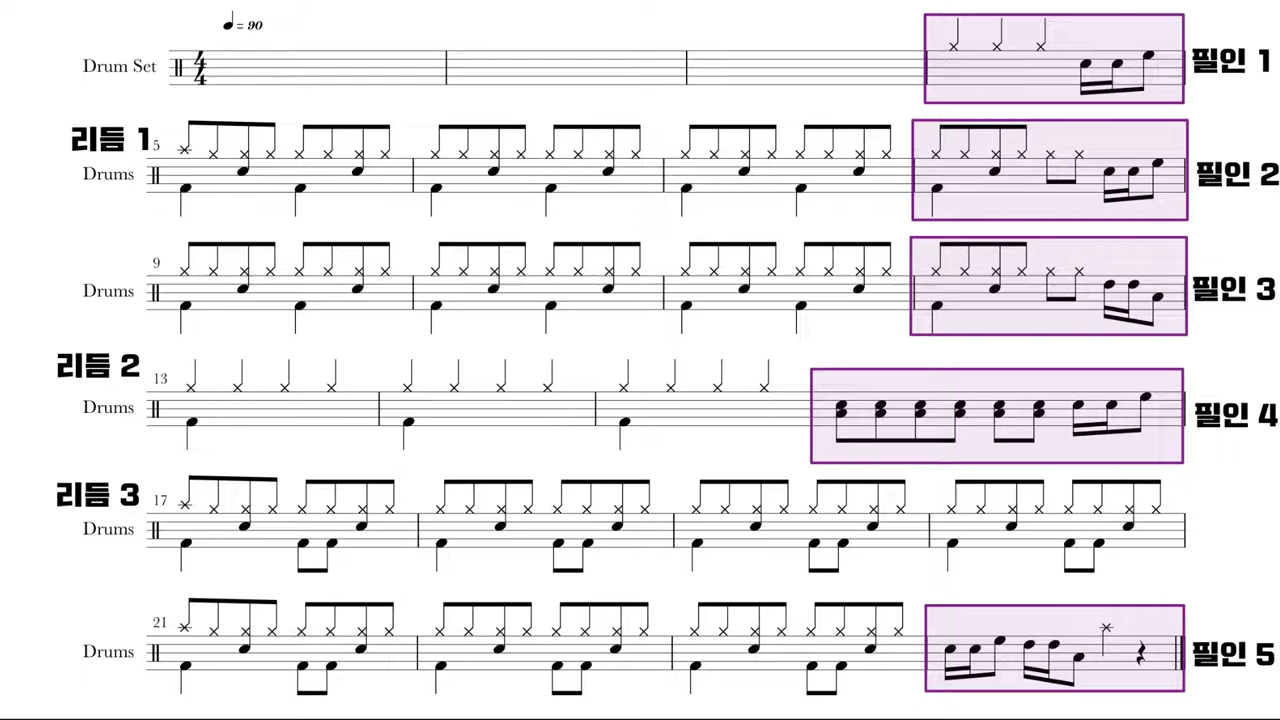 ♩ = 90
Drum Set 4/4 필인 1
리듬 1 5
Drums 필인 2
9
Drums 필인 3
리듬 2 13
Drums 필인 4
리듬 3 17
Drums
21
Drums 필인 5